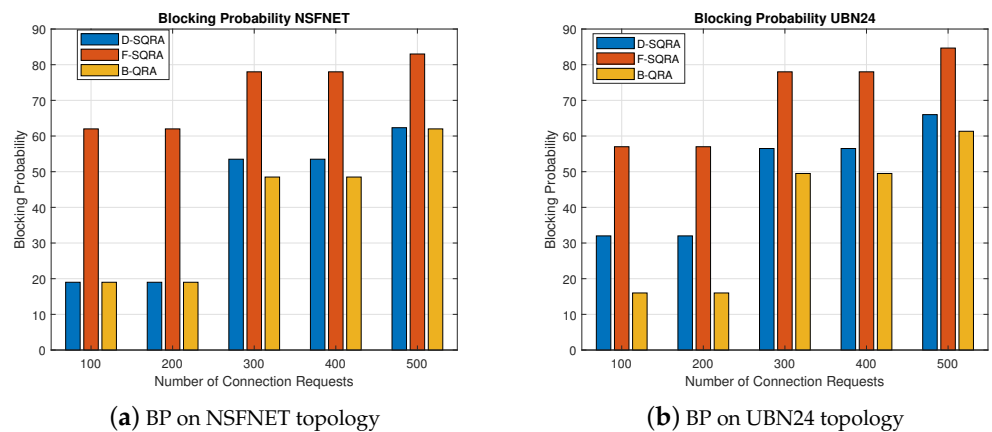 Blocking Probability NSFNET
90
80
70
60
50
40
30
20
10
0
Blocking Probability
D-SQRA
F-SQRA
B-QRA
100 200 300 400 500
Number of Connection Requests
(a) BP on NSFNET topology
Blocking Probability UBN24
90
80
70
60
50
40
30
20
10
0
Blocking Probability
D-SQRA
F-SQRA
B-QRA
100 200 300 400 500
Number of Connection Requests
(b) BP on UBN24 topology